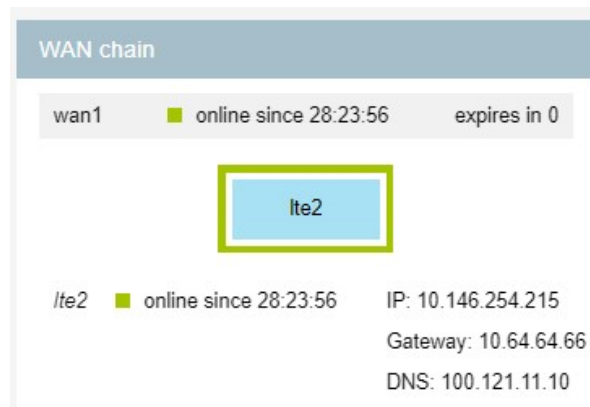 WAN chain
wan1 online since 28:23:56 expires in 0
lte2
lte2 online since 28:23:56 IP: 10.146.254.215
Gateway: 10.64.64.66
DNS: 100.121.11.10